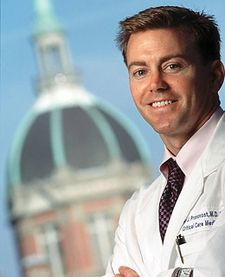 J. Pronovost, M.D.
Critical Care Med